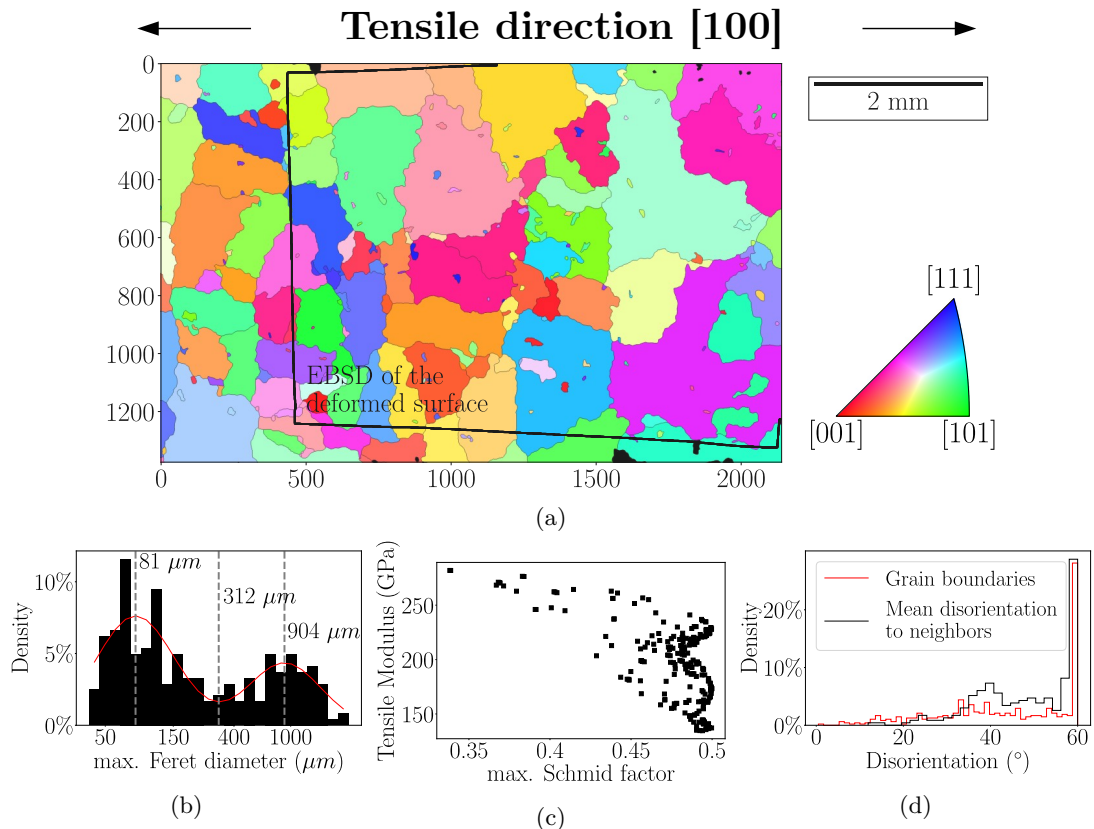 Tensile direction [100]
0
200
400
600
800
1000
1200
0
500
1000
1500
2000
2 mm
EBSD of the
deformed surface
[111]
[001]
[101]
(a)
10%
5%
0%
Density
81 μm
312 μm
904 μm
50
150
400
1000
max. Feret diameter (μm)
(b)
Tensile Modulus (GPa)
250
200
150
0.35
0.4
0.45
0.5
max. Schmid factor
(c)
Density
20%
10%
0%
Grain boundaries
Mean disorientation
to neighbors
0
20
40
60
Disorientation (°)
(d)